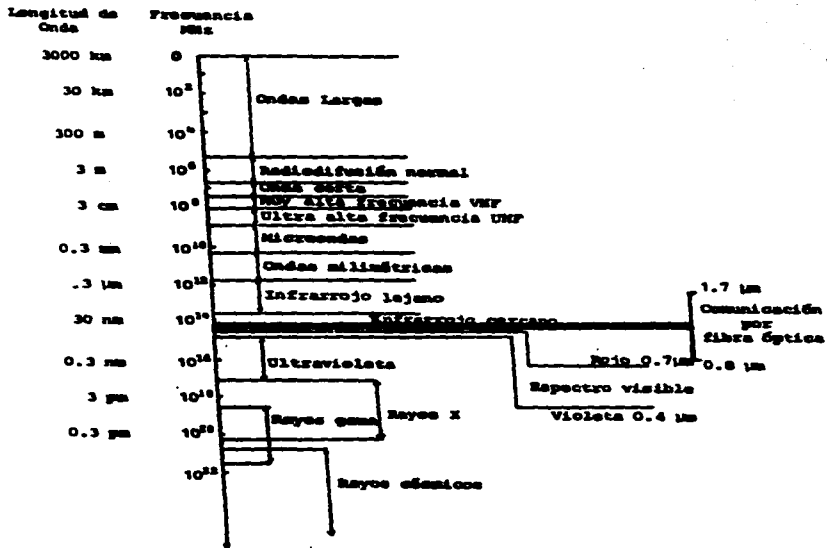 Longitud de Frecuencia
Onda MHz
3000 km 0
30 km 10²
300 m 10⁴
3 m 10⁶
3 cm 10⁸
0.3 mm 10¹⁰
.3 µm 10¹²
30 nm 10¹⁴
0.3 nm 10¹⁶
3 pm 10¹⁸
0.3 pm 10²⁰
10²²
Ondas Largas
Radiodifusión normal
Onda corta
Muy alta frecuencia VHF
Ultra alta frecuencia UHF
Microondas
Ondas milimétricas
Infrarrojo lejano
Infrarrojo cercano
Ultravioleta
Rayos X
Rayos gama
Rayos cósmicos
1.7 µm
Comunicación
por
fibra óptica
0.8 µm
Rojo 0.7µm
Espectro visible
Violeta 0.4 µm